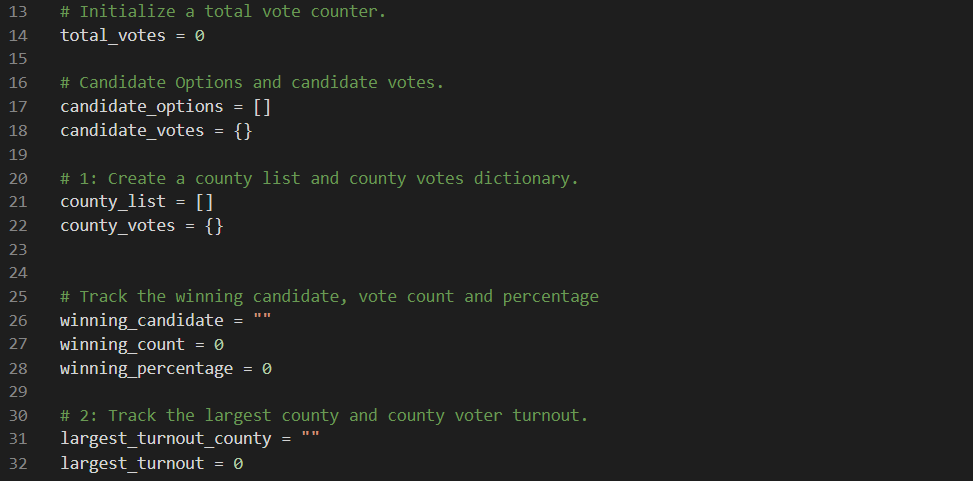 13 # Initialize a total vote counter.
14 total_votes = 0
15
16 # Candidate Options and candidate votes.
17 candidate_options = []
18 candidate_votes = {}
19
20 # 1: Create a county list and county votes dictionary.
21 county_list = []
22 county_votes = {}
23
24
25 # Track the winning candidate, vote count and percentage
26 winning_candidate = ""
27 winning_count = 0
28 winning_percentage = 0
29
30 # 2: Track the largest county and county voter turnout.
31 largest_turnout_county = ""
32 largest_turnout = 0